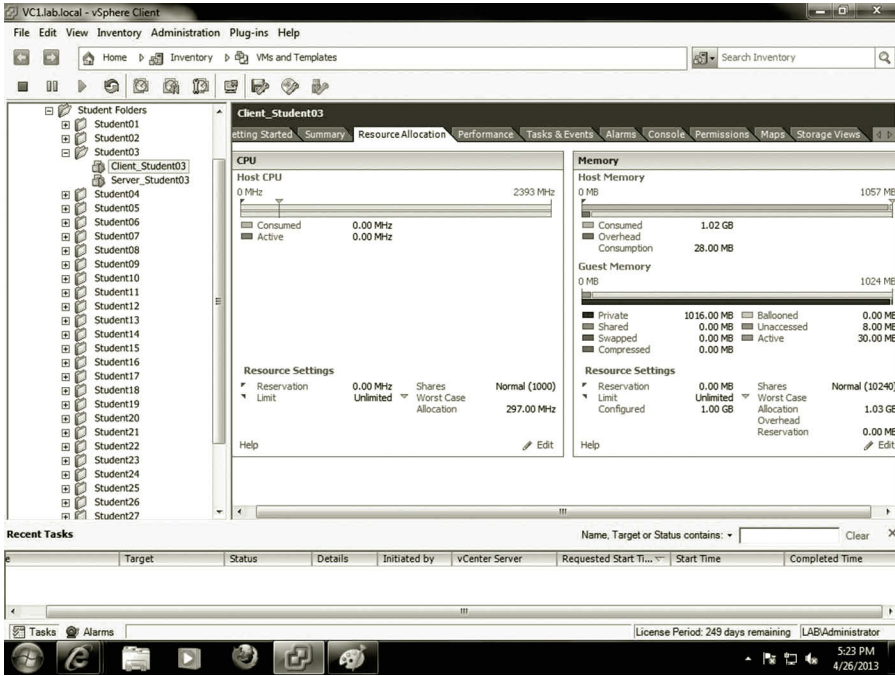 VC1.lab.local - vSphere Client
File Edit View Inventory Administration Plug-ins Help
Home Inventory VMs and Templates
Search Inventory
Student Folders
Student01
Student02
Student03
Client_Student03
Server_Student03
Student04
Student05
Student06
Student07
Student08
Student09
Student10
Student11
Student12
Student13
Student14
Student15
Student16
Student17
Student18
Student19
Student20
Student21
Student22
Student23
Student24
Student25
Student26
Student27
Client_Student03
etting Started Summary Resource Allocation Performance Tasks & Events Alarms Console Permissions Maps Storage Views
CPU
Host CPU
0 MHz 2393 MHz
Consumed 0.00 MHz
Active 0.00 MHz
Resource Settings
Reservation 0.00 MHz Shares Normal (1000)
Limit Unlimited Worst Case
Allocation 297.00 MHz
Help Edit
Memory
Host Memory
0 MB 1057 MB
Consumed 1.02 GB
Overhead
Consumption 28.00 MB
Guest Memory
0 MB 1024 MB
Private 1016.00 MB Ballooned 0.00 MB
Shared 0.00 MB Unaccessed 8.00 MB
Swapped 0.00 MB Active 30.00 MB
Compressed 0.00 MB
Resource Settings
Reservation 0.00 MB Shares Normal (10240)
Limit Unlimited Worst Case
Configured 1.00 GB Allocation 1.03 GB
Overhead
Reservation 0.00 MB
Help Edit
Recent Tasks
Name, Target or Status contains: Clear
e Target Status Details Initiated by vCenter Server Requested Start Ti... Start Time Completed Time
Tasks Alarms
License Period: 249 days remaining LAB\Administrator
5:23 PM
4/26/2013